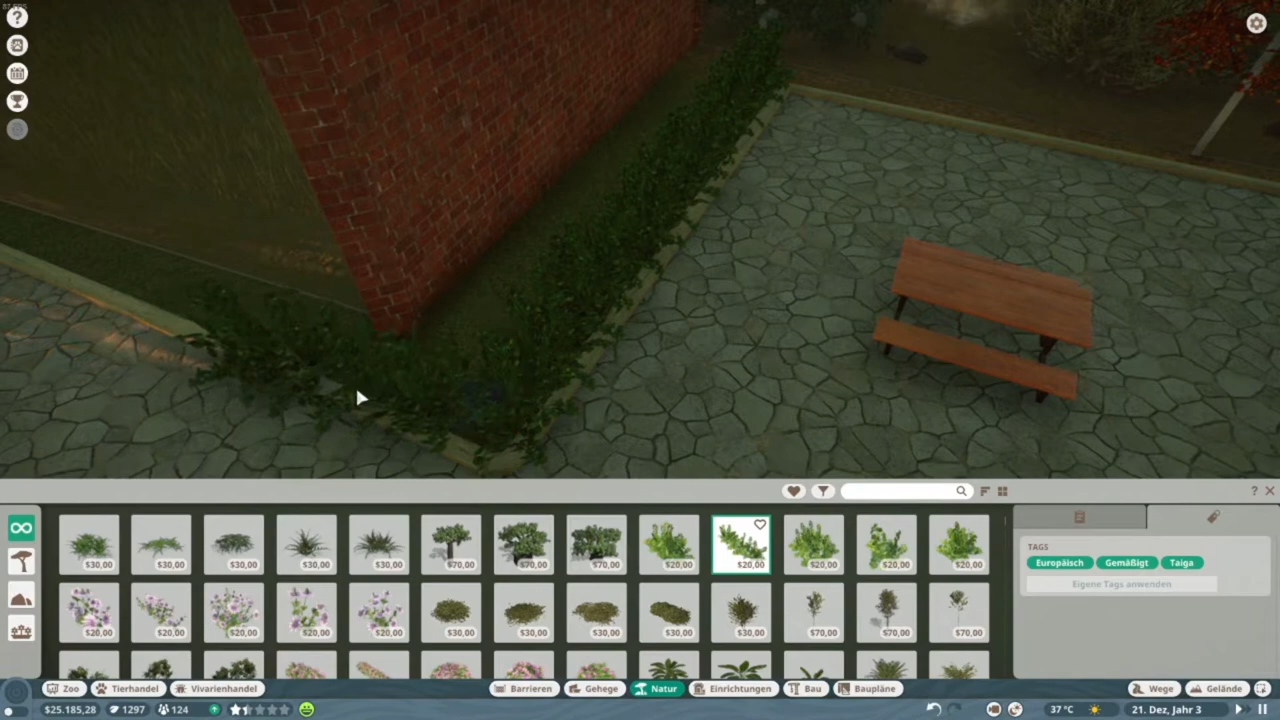 87 FPS
$30,00 $30,00 $30,00 $30,00 $30,00 $70,00 $70,00 $70,00 $20,00 $20,00 $20,00 $20,00 $20,00
$20,00 $20,00 $20,00 $20,00 $20,00 $30,00 $30,00 $30,00 $30,00 $30,00 $70,00 $70,00 $70,00
? ×
TAGS
Europäisch Gemäßigt Taiga
Eigene Tags anwenden
Zoo Tierhandel Vivarienhandel Barrieren Gehege Natur Einrichtungen Bau Baupläne Wege Gelände
$25.185,28 1297 124 37 °C 21. Dez, Jahr 3